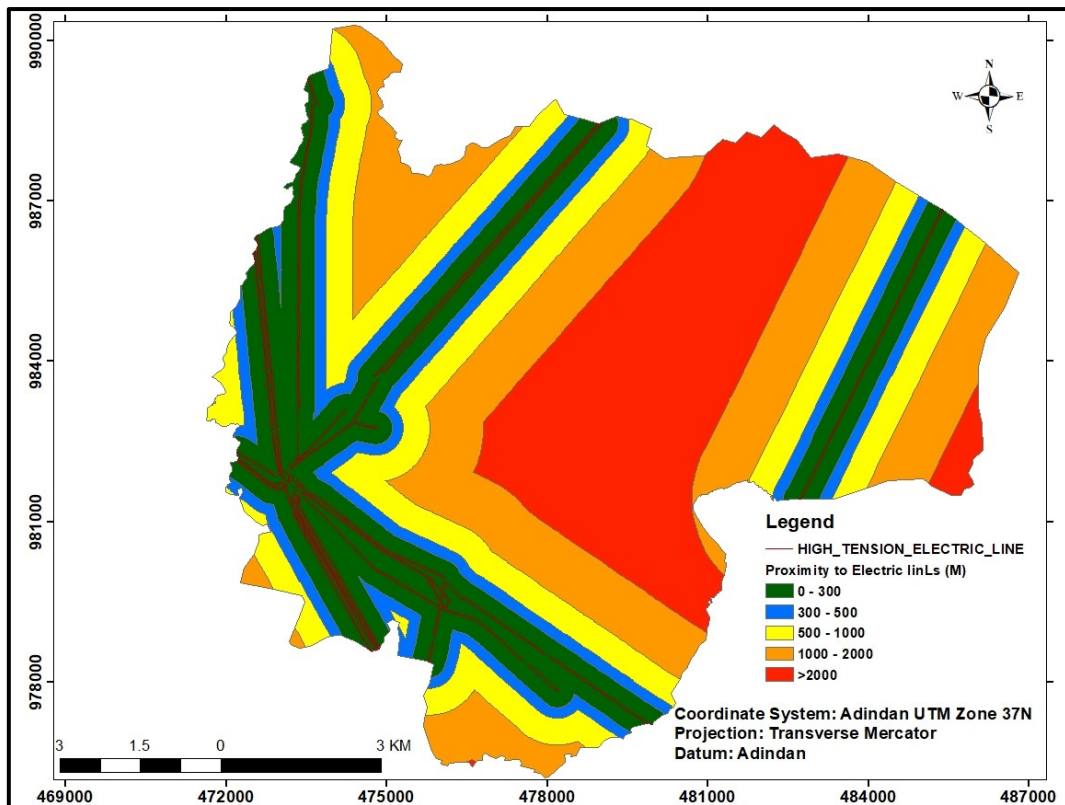 990000
987000
984000
981000
978000
N
W E
S
Legend
HIGH_TENSION_ELECTRIC_LINE
Proximity to Electric linLs (M)
0 - 300
300 - 500
500 - 1000
1000 - 2000
>2000
Coordinate System: Adindan UTM Zone 37N
Projection: Transverse Mercator
Datum: Adindan
3 1.5 0 3 KM
469000 472000 475000 478000 481000 484000 487000